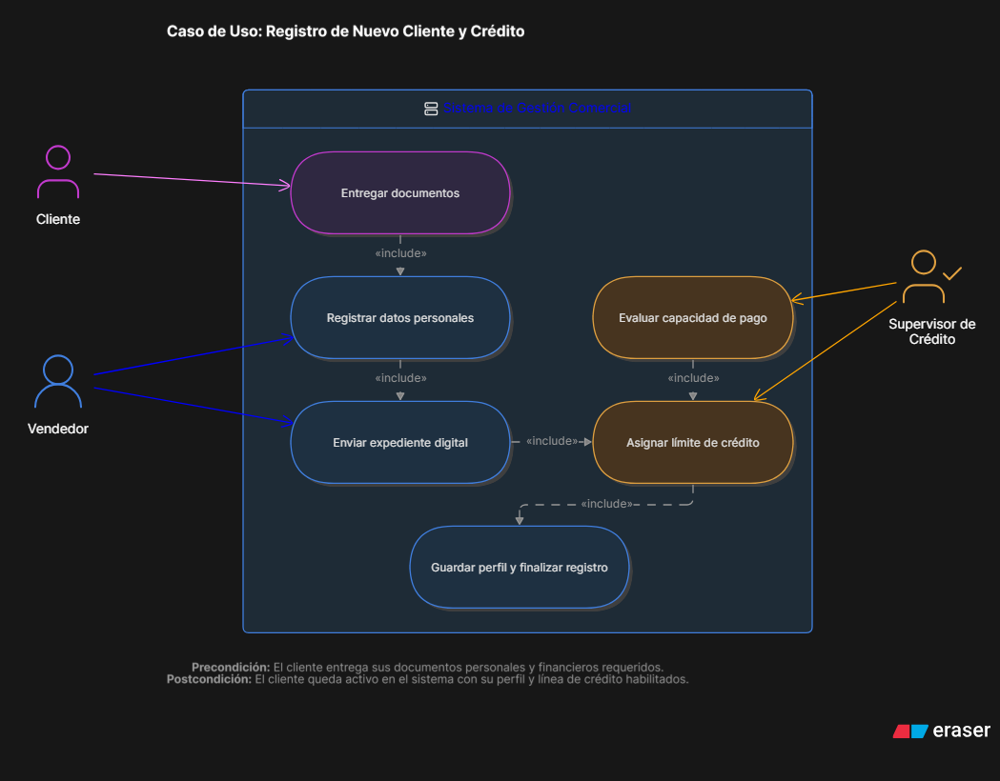 Caso de Uso: Registro de Nuevo Cliente y Crédito
Sistema de Gestión Comercial
Entregar documentos
Cliente
«include»
Registrar datos personales
Evaluar capacidad de pago
Supervisor de
Crédito
«include»
«include»
Vendedor
Enviar expediente digital
«include»
Asignar límite de crédito
«include»
Guardar perfil y finalizar registro
Precondición: El cliente entrega sus documentos personales y financieros requeridos.
Postcondición: El cliente queda activo en el sistema con su perfil y línea de crédito habilitados.
eraser